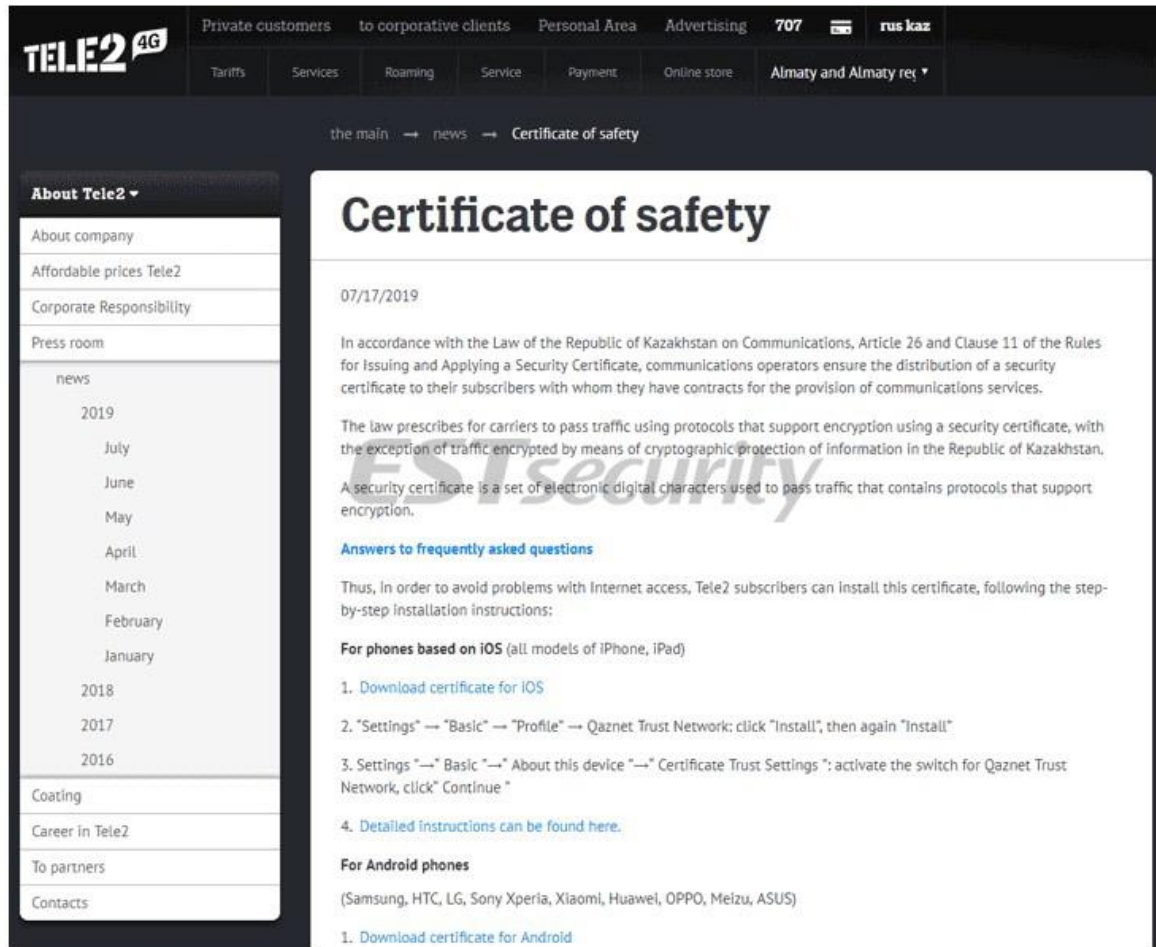 TELE2 4G
Private customers to corporative clients Personal Area Advertising 707 rus kaz
Tariffs Services Roaming Service Payment Online store Almaty and Almaty reg
the main → news → Certificate of safety
About Tele2
About company
Affordable prices Tele2
Corporate Responsibility
Press room
news
2019
July
June
May
April
March
February
January
2018
2017
2016
Coating
Career in Tele2
To partners
Contacts
Certificate of safety
07/17/2019
In accordance with the Law of the Republic of Kazakhstan on Communications, Article 26 and Clause 11 of the Rules
for Issuing and Applying a Security Certificate, communications operators ensure the distribution of a security
certificate to their subscribers with whom they have contracts for the provision of communications services.
The law prescribes for carriers to pass traffic using protocols that support encryption using a security certificate, with
the exception of traffic encrypted by means of cryptographic protection of information in the Republic of Kazakhstan.
ESTsecurity
A security certificate is a set of electronic digital characters used to pass traffic that contains protocols that support
encryption.
Answers to frequently asked questions
Thus, in order to avoid problems with Internet access, Tele2 subscribers can install this certificate, following the step-
by-step installation instructions:
For phones based on iOS (all models of iPhone, iPad)
1. Download certificate for iOS
2. "Settings" → "Basic" → "Profile" → Qaznet Trust Network: click "Install", then again "Install"
3. Settings "→" Basic "→" About this device "→" Certificate Trust Settings ": activate the switch for Qaznet Trust
Network, click" Continue "
4. Detailed instructions can be found here.
For Android phones
(Samsung, HTC, LG, Sony Xperia, Xiaomi, Huawei, OPPO, Meizu, ASUS)
1. Download certificate for Android